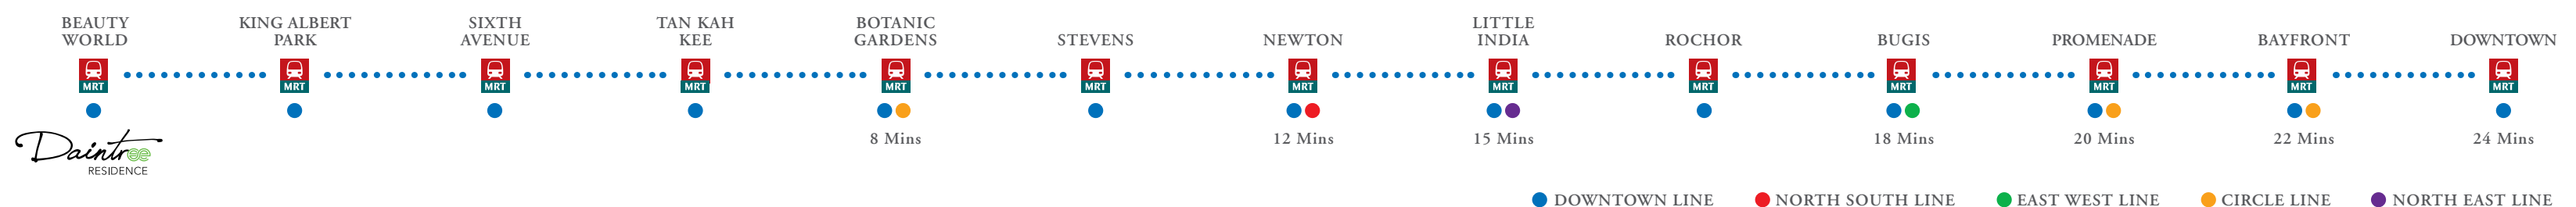 BEAUTY
WORLD
KING ALBERT
PARK
SIXTH
AVENUE
TAN KAH
KEE
BOTANIC
GARDENS
STEVENS
NEWTON
LITTLE
INDIA
ROCHOR
BUGIS
PROMENADE
BAYFRONT
DOWNTOWN
MRT
MRT
MRT
MRT
MRT
MRT
MRT
MRT
MRT
MRT
MRT
MRT
MRT
Daintree
RESIDENCE
8 Mins
12 Mins
15 Mins
18 Mins
20 Mins
22 Mins
24 Mins
DOWNTOWN LINE
NORTH SOUTH LINE
EAST WEST LINE
CIRCLE LINE
NORTH EAST LINE